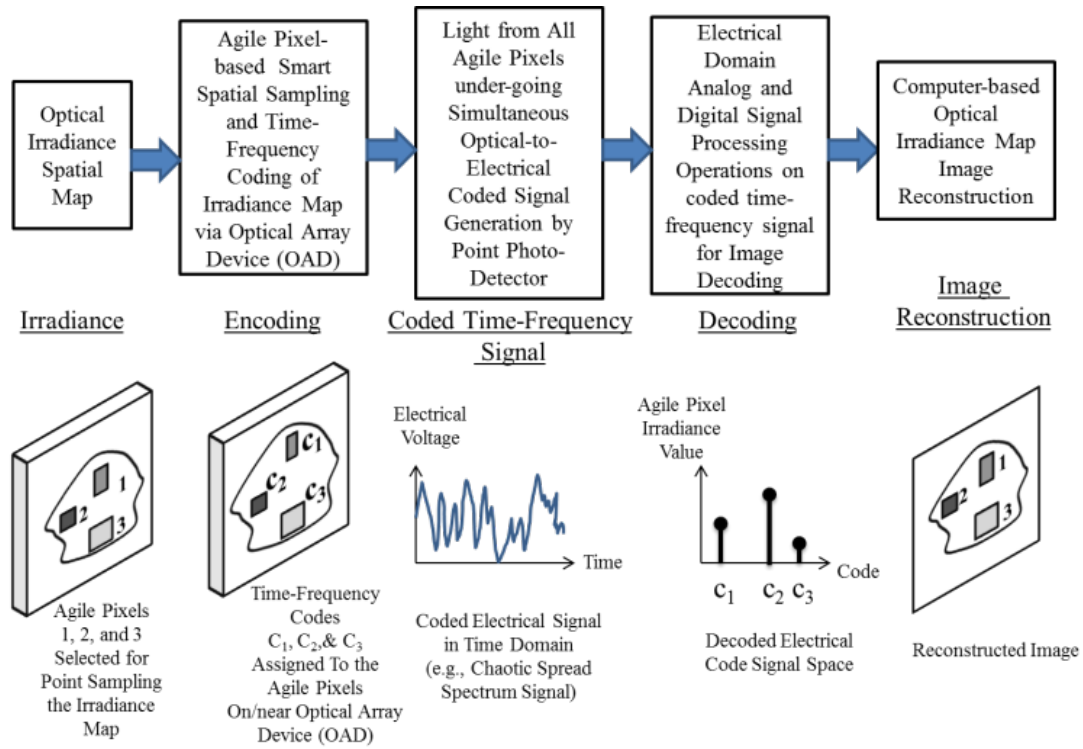 Optical
Irradiance
Spatial
Map
Agile Pixel-
based Smart
Spatial Sampling
and Time-
Frequency
Coding of
Irradiance Map
via Optical Array
Device (OAD)
Light from All
Agile Pixels
under-going
Simultaneous
Optical-to-
Electrical
Coded Signal
Generation by
Point Photo-
Detector
Electrical
Domain
Analog and
Digital Signal
Processing
Operations on
coded time-
frequency signal
for Image
Decoding
Computer-based
Optical
Irradiance Map
Image
Reconstruction
Irradiance
Encoding
Coded Time-Frequency
Signal
Decoding
Image
Reconstruction
1
2
3
Agile Pixels
1, 2, and 3
Selected for
Point Sampling
the Irradiance
Map
C1
C2
C3
Time-Frequency
Codes
C1, C2,& C3
Assigned To the
Agile Pixels
On/near Optical Array
Device (OAD)
Electrical
Voltage
Time
Coded Electrical Signal
in Time Domain
(e.g., Chaotic Spread
Spectrum Signal)
Agile Pixel
Irradiance
Value
Code
C1 C2 C3
Decoded Electrical
Code Signal Space
1
2
3
Reconstructed Image